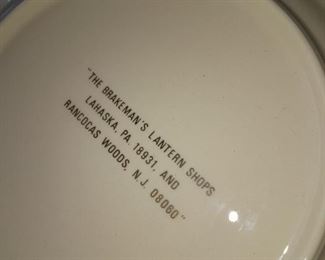 "THE BRAKEMAN'S LANTERN SHOPS
LAHASKA, PA. 18931, AND
RANCOCAS WOODS, N.J. 08060"